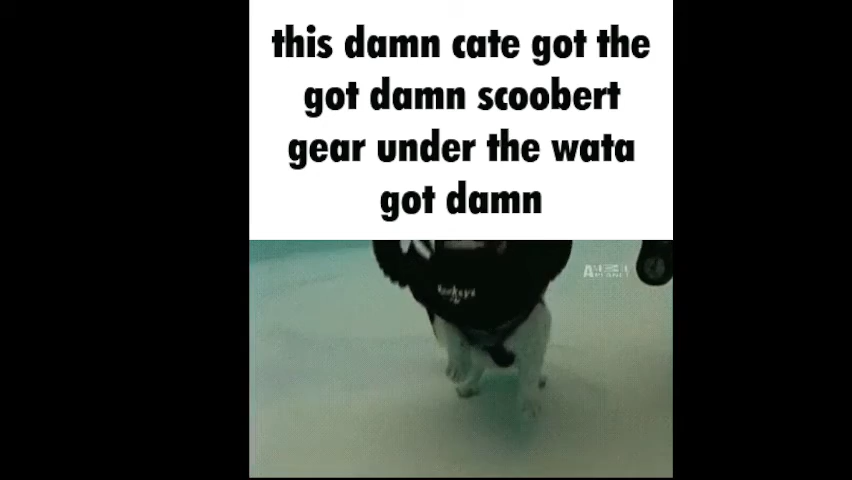 this damn cate got the
got damn scoobert
gear under the wata
got damn